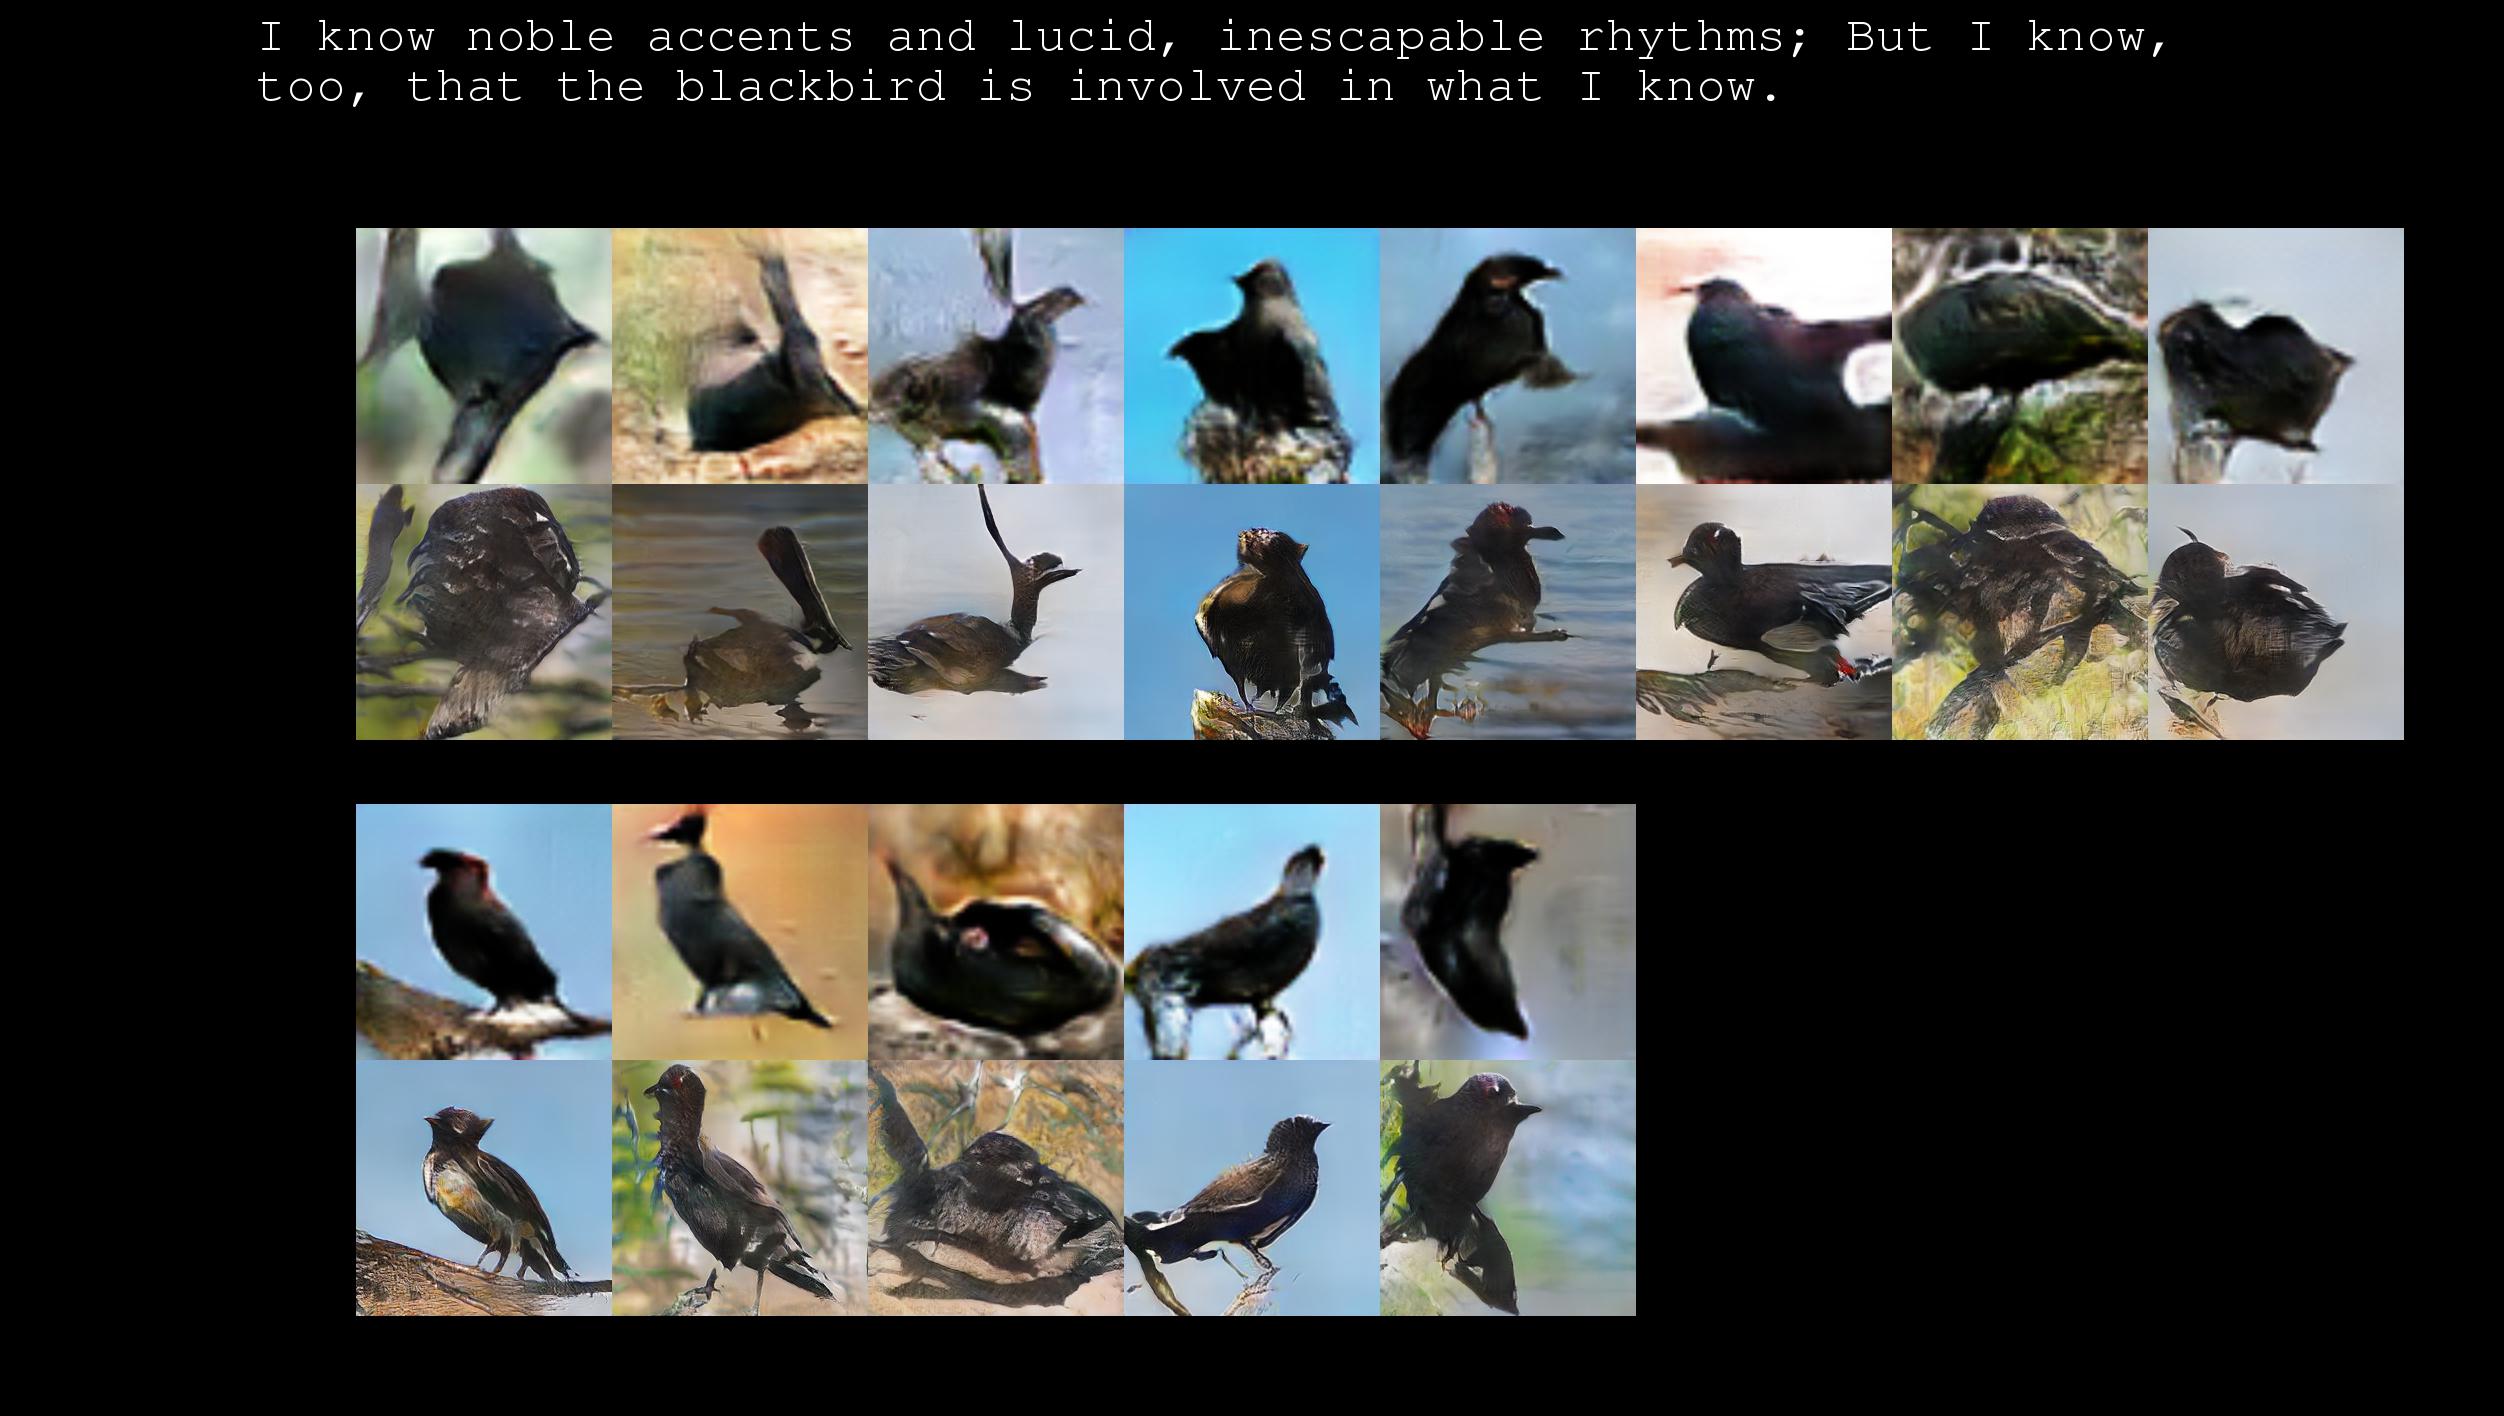 I know noble accents and lucid, inescapable rhythms; But I know,
too, that the blackbird is involved in what I know.